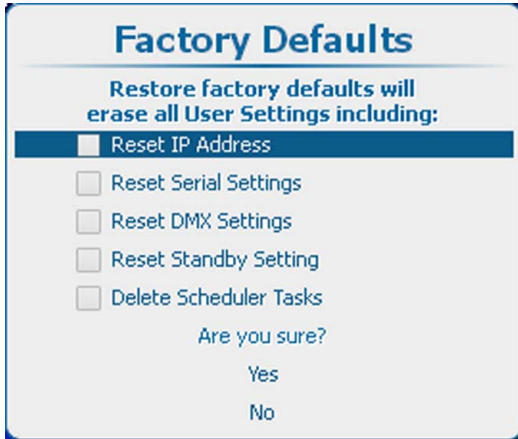 Factory Defaults
Restore factory defaults will
erase all User Settings including:
Reset IP Address
Reset Serial Settings
Reset DMX Settings
Reset Standby Setting
Delete Scheduler Tasks
Are you sure?
Yes
No